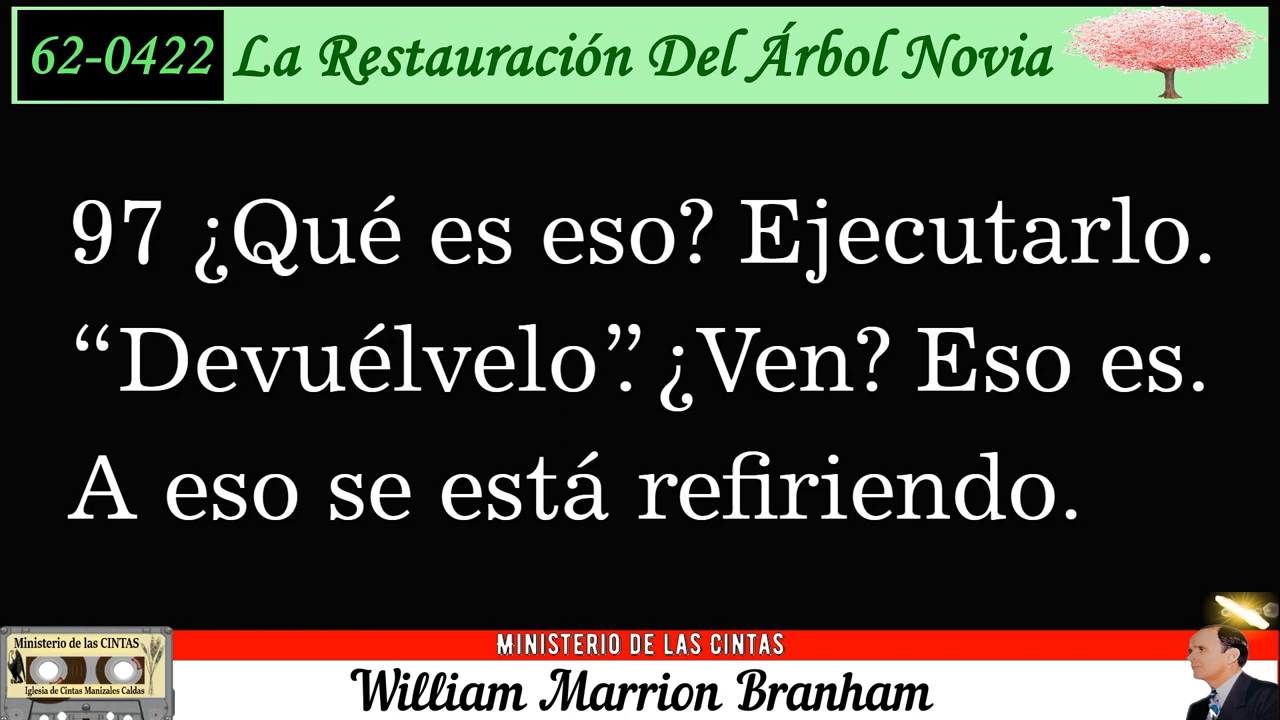 62-0422 La Restauración Del Árbol Novia
97 ¿Qué es eso? Ejecutarlo.
“Devuélvelo”. ¿Ven? Eso es.
A eso se está refiriendo.
MINISTERIO DE LAS CINTAS
Ministerio de las CINTAS
Iglesia de Cintas Manizales Caldas
William Marrion Branham